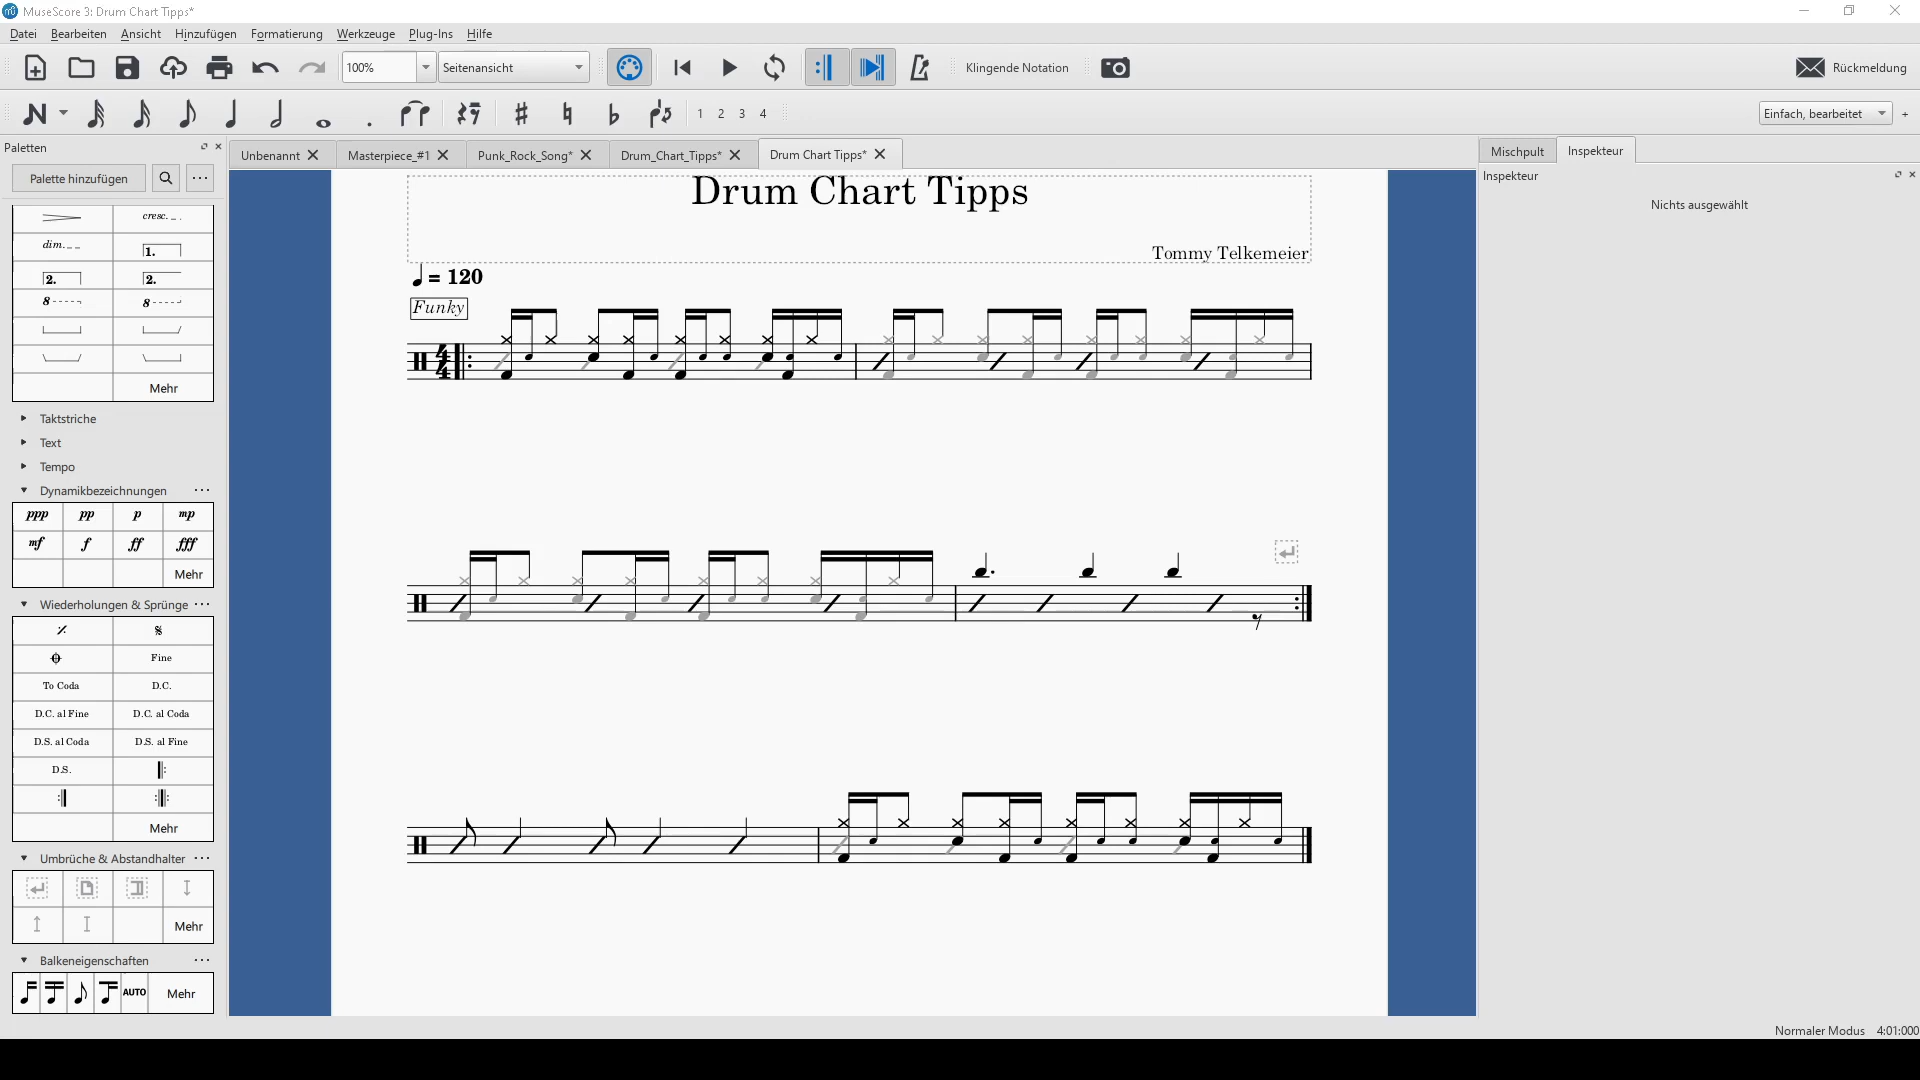 MuseScore 3: Drum Chart Tipps*
Datei Bearbeiten Ansicht Hinzufügen Formatierung Werkzeuge Plug-Ins Hilfe
100% Seitenansicht Klingende Notation Rückmeldung
1 2 3 4 Einfach, bearbeitet +
Paletten
Unbenannt Masterpiece_#1 Punk_Rock_Song* Drum_Chart_Tipps* Drum Chart Tipps*
Mischpult Inspekteur
Inspekteur
Nichts ausgewählt
Palette hinzufügen ...
cresc.
dim.
1.
2. 2.
8 8
Mehr
Taktstriche
Text
Tempo
Dynamikbezeichnungen ...
ppp pp p mp
mf f ff fff
Mehr
Wiederholungen & Sprünge ...
Fine
To Coda D.C.
D.C. al Fine D.C. al Coda
D.S. al Coda D.S. al Fine
D.S.
Mehr
Umbrüche & Abstandhalter ...
Mehr
Balkeneigenschaften ...
AUTO Mehr
Drum Chart Tipps
Tommy Telkemeier
= 120
Funky
4
4
Normaler Modus 4:01:000